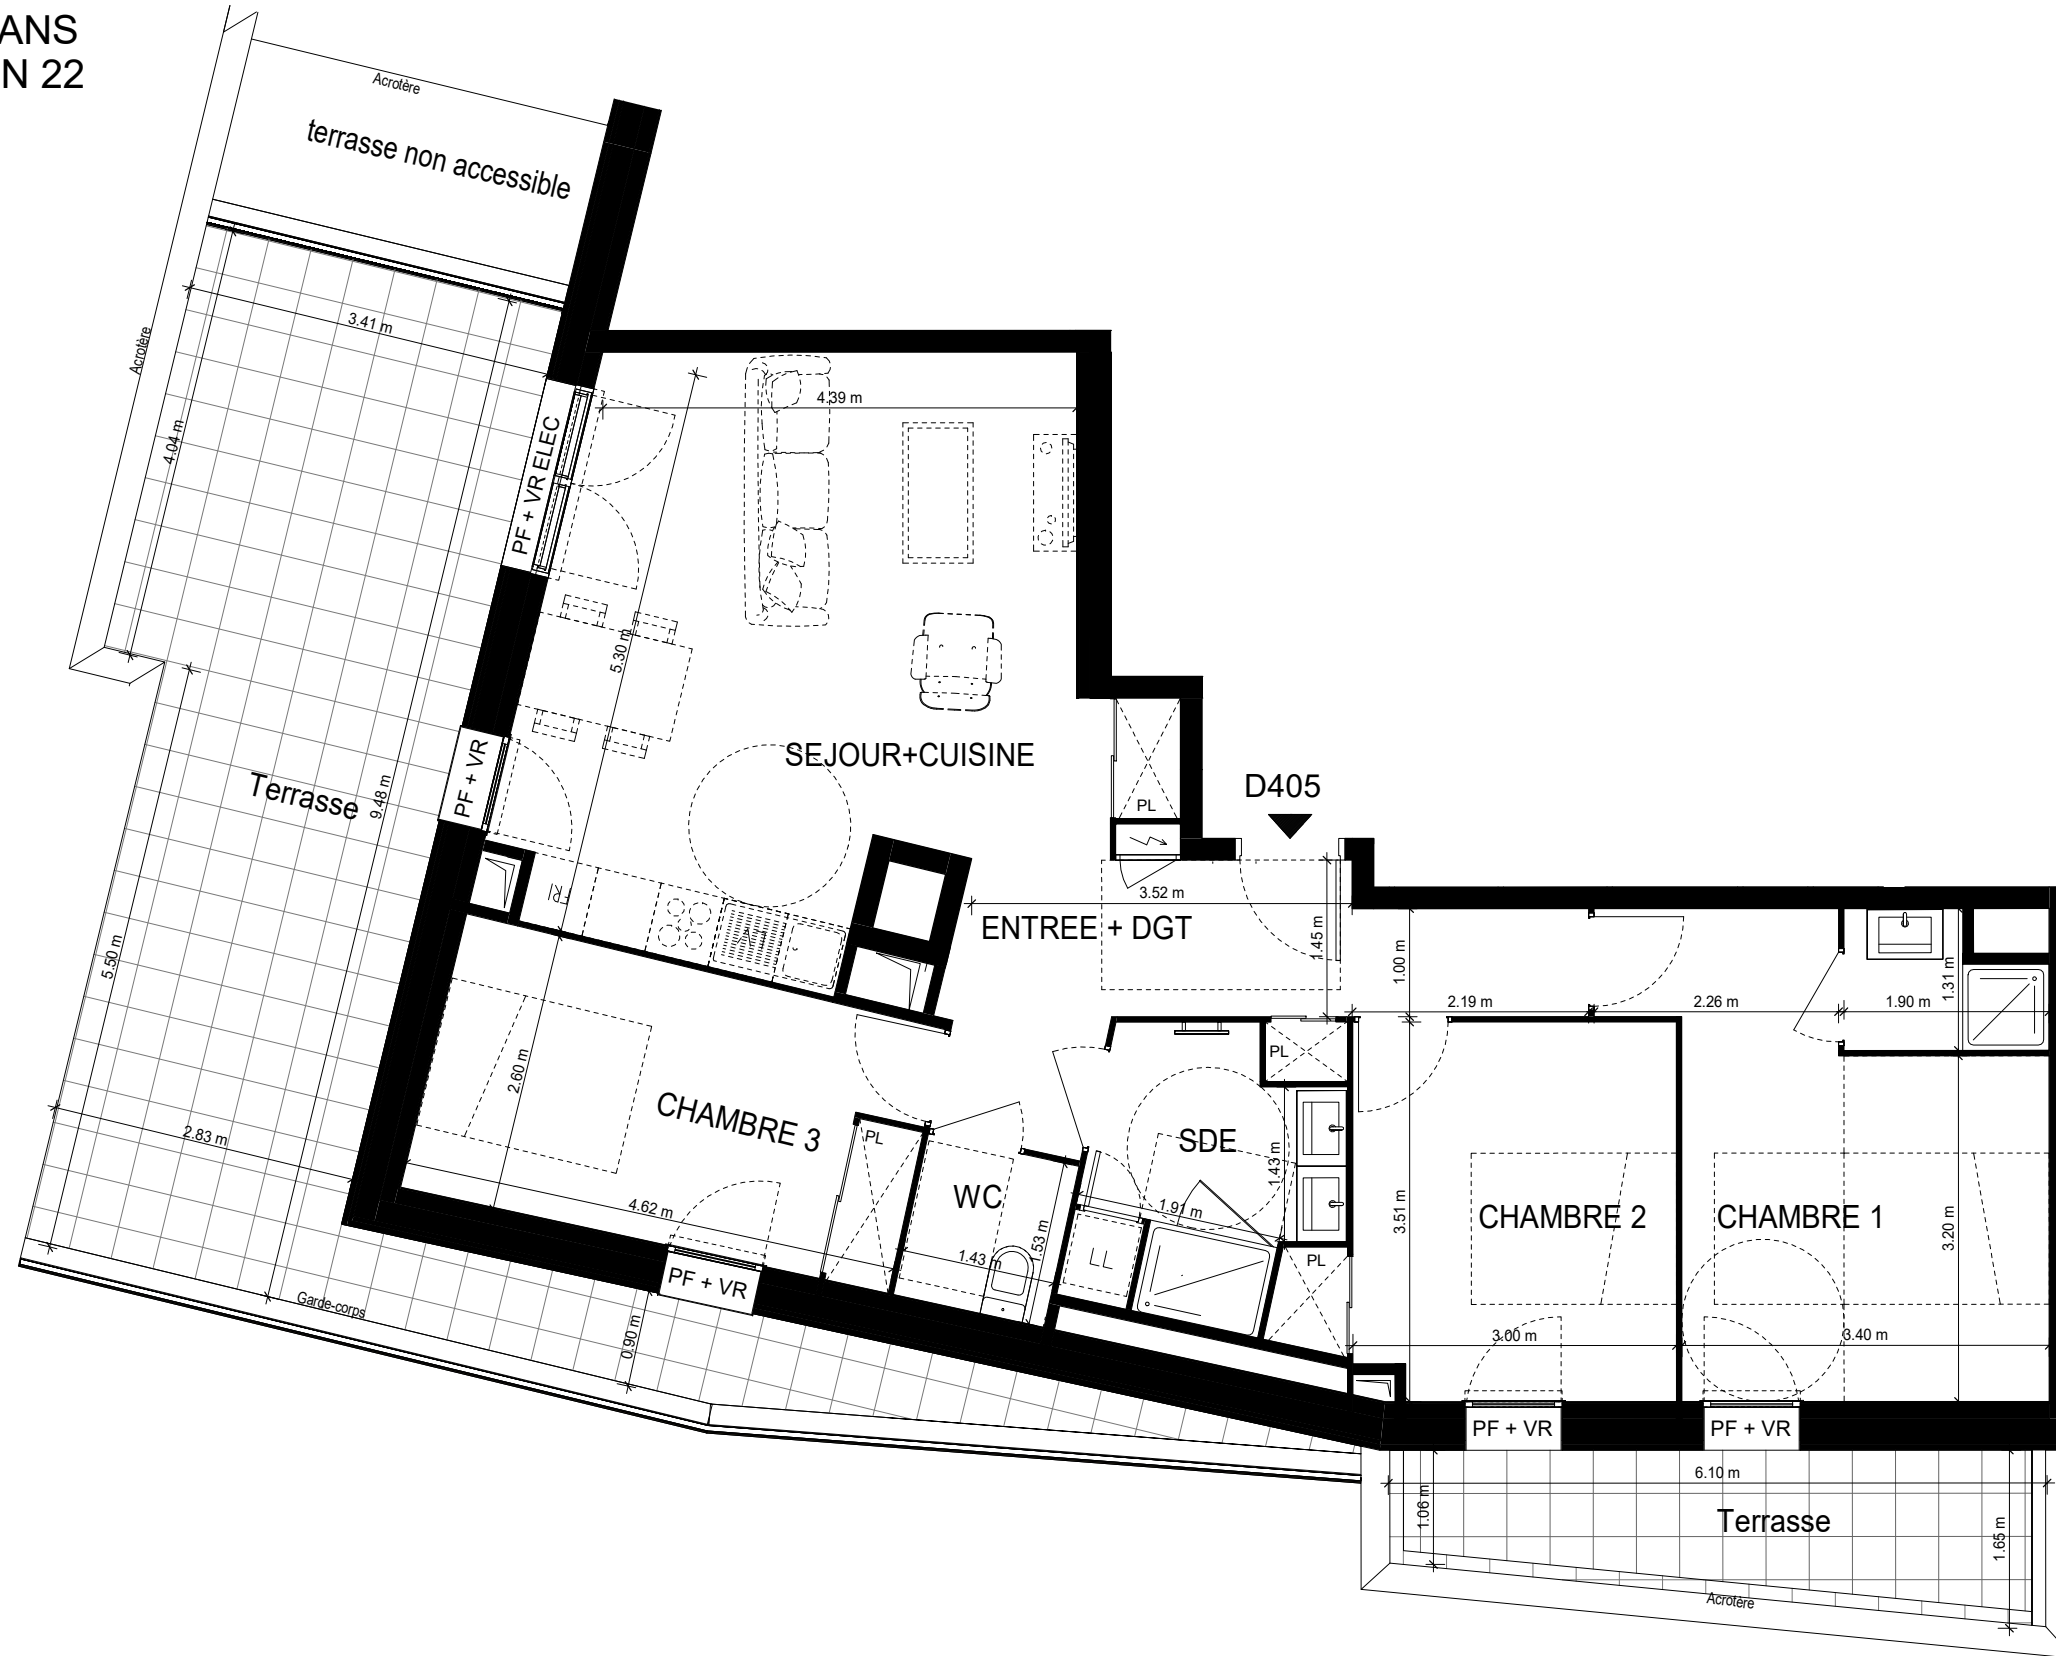 ANS
N 22
Acrotère
terrasse non accessible
Acrotère
3.41 m
4.04 m
PF + VR ELEC
4.39 m
5.30 m
SEJOUR+CUISINE
PL
D405
PF + VR
Terrasse
9.48 m
FRI
3.52 m
ENTREE + DGT
1.45 m
1.00 m
2.19 m
2.26 m
1.90 m
1.31 m
5.50 m
2.60 m
PL
CHAMBRE 3
PL
SDE
1.43 m
2.83 m
4.62 m
WC
1.43 m
1.53 m
1.91 m
LL
PL
3.51 m
CHAMBRE 2
CHAMBRE 1
3.20 m
3.00 m
3.40 m
PF + VR
Garde-corps
0.90 m
PF + VR
PF + VR
6.10 m
1.06 m
Terrasse
1.65 m
Acrotère